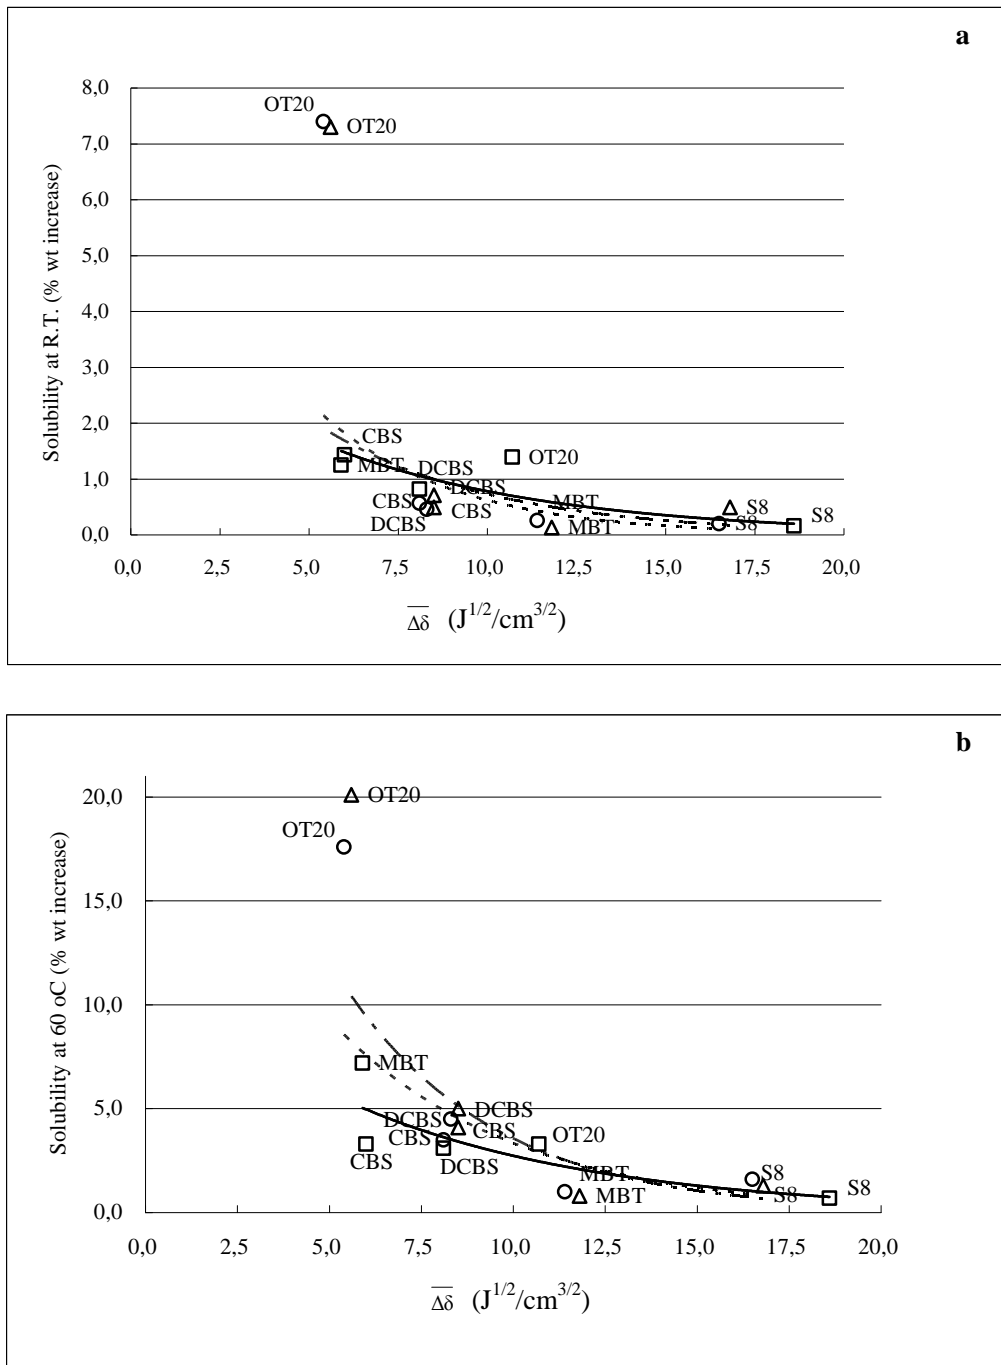 a
8,0
7,0
6,0
5,0
4,0
3,0
2,0
1,0
0,0
Solubility at R.T. (% wt increase)
OT20
OT20
CBS
MBT
DCBS
DCBS
CBS
CBS
DCBS
OT20
MBT
MBT
S8
S8
S8
0,0 2,5 5,0 7,5 10,0 12,5 15,0 17,5 20,0
Δδ (J1/2/cm3/2)
b
20,0
15,0
10,0
5,0
0,0
Solubility at 60 oC (% wt increase)
OT20
OT20
MBT
DCBS
DCBS
CBS
CBS
CBS
DCBS
OT20
MBT
MBT
S8
S8
S8
0,0 2,5 5,0 7,5 10,0 12,5 15,0 17,5 20,0
Δδ (J1/2/cm3/2)